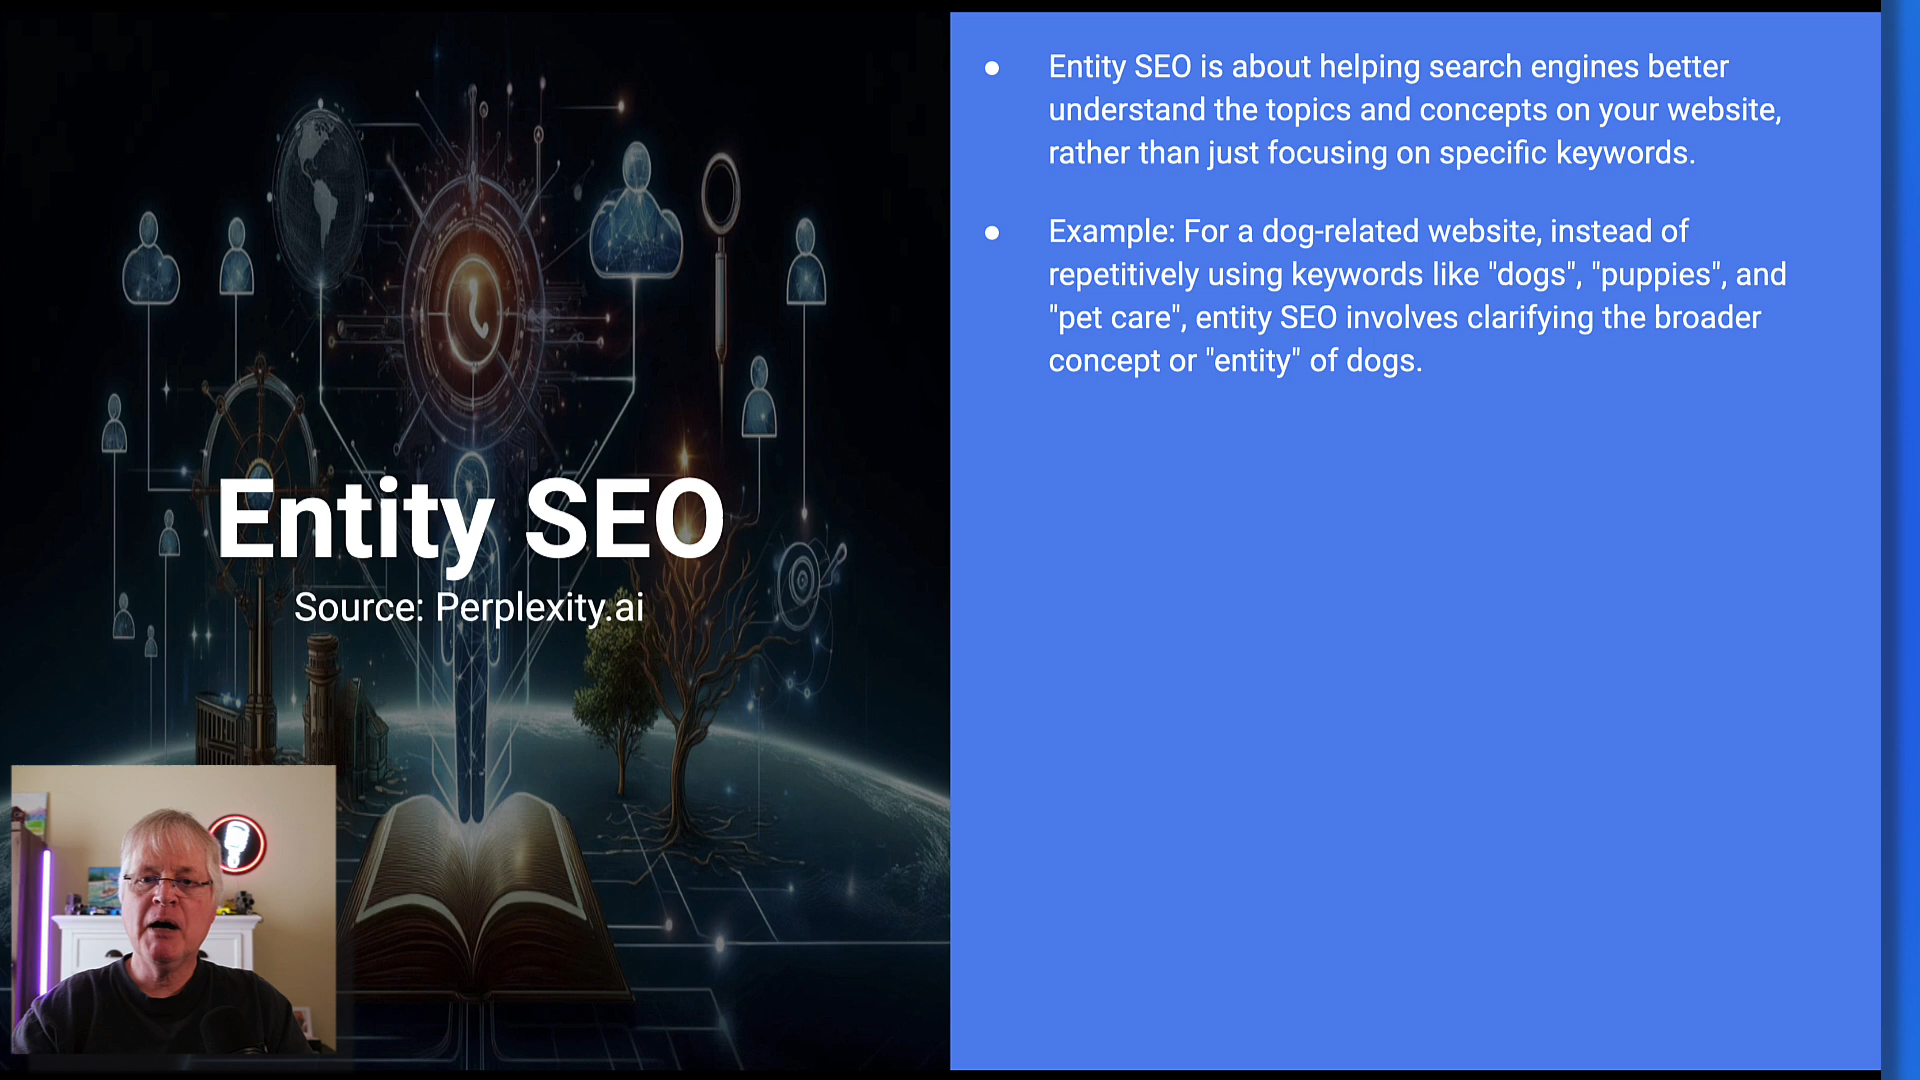 Entity SEO
Source: Perplexity.ai
● Entity SEO is about helping search engines better
understand the topics and concepts on your website,
rather than just focusing on specific keywords.
● Example: For a dog-related website, instead of
repetitively using keywords like "dogs", "puppies", and
"pet care", entity SEO involves clarifying the broader
concept or "entity" of dogs.